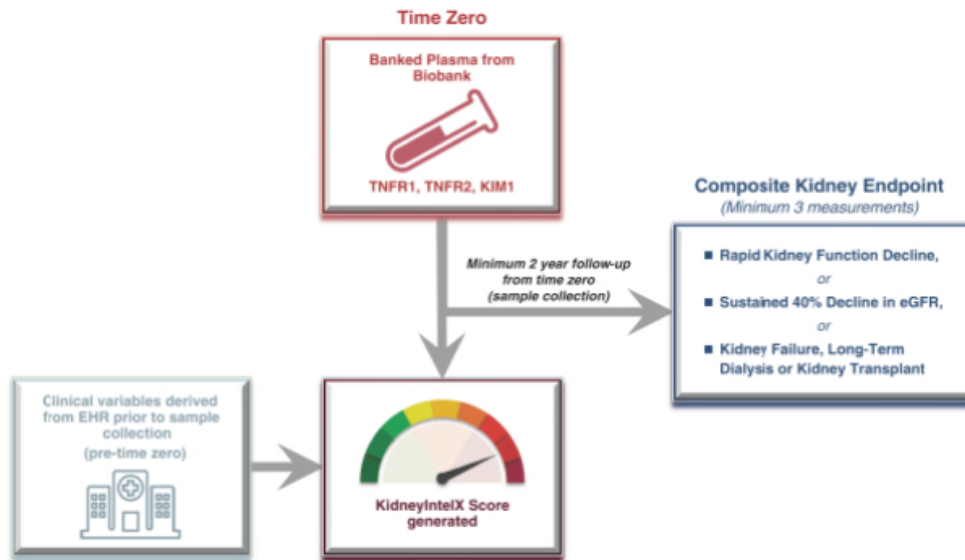 Time Zero
Banked Plasma from
Biobank
TNFR1, TNFR2, KIM1
Minimum 2 year follow-up
from time zero
(sample collection)
Composite Kidney Endpoint
(Minimum 3 measurements)
■ Rapid Kidney Function Decline,
or
■ Sustained 40% Decline in eGFR,
or
■ Kidney Failure, Long-Term
Dialysis or Kidney Transplant
Clinical variables derived
from EHR prior to sample
collection
(pre-time zero)
KidneyIntelX Score
generated